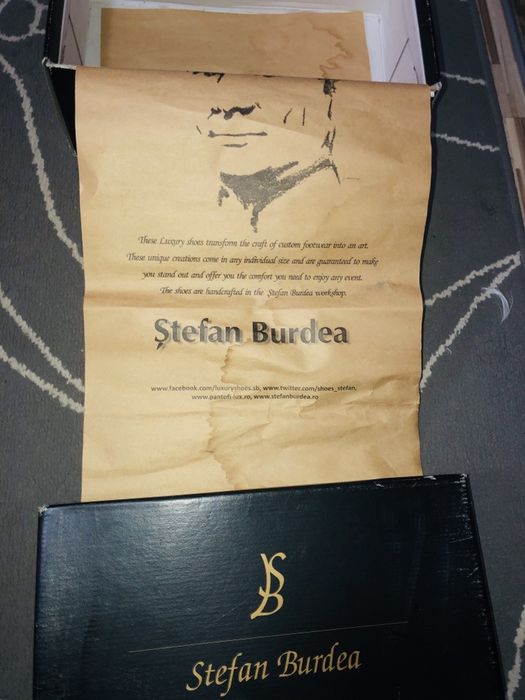 These Luxury shoes transform the craft of custom footwear into an art.
These unique creations come in any individual size and are guaranteed to make
you stand out and offer you the comfort you need to enjoy any event.
The shoes are handcrafted in the Ștefan Burdea workshop.
Ștefan Burdea
www.facebook.com/luxuryshoes.sb, www.twitter.com/shoes_stefan,
www.pantofi-lux.ro, www.stefanburdea.ro
SB
Stefan Burdea